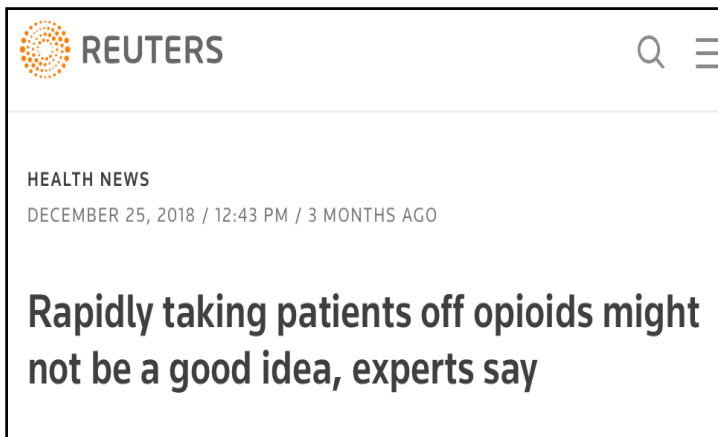 REUTERS
HEALTH NEWS
DECEMBER 25, 2018 / 12:43 PM / 3 MONTHS AGO
Rapidly taking patients off opioids might
not be a good idea, experts say